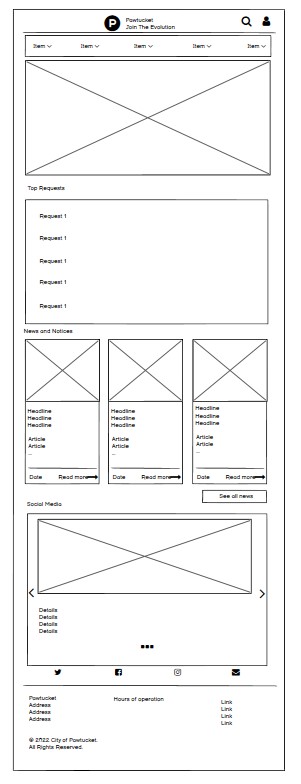 P Pawtucket
Join The Evolution
Item Item Item Item Item
Top Requests
Request 1
Request 1
Request 1
Request 1
Request 1
News and Notices
Headline
Headline
Headline
Article
Article
...
Date Read more
Headline
Headline
Headline
Article
Article
...
Date Read more
Headline
Headline
Headline
Article
Article
...
Date Read more
See all news
Social Media
Details
Details
Details
Details
Pawtucket
Address
Address
Address
Hours of operation
Link
Link
Link
Link
© 2022 City of Pawtucket.
All Rights Reserved.